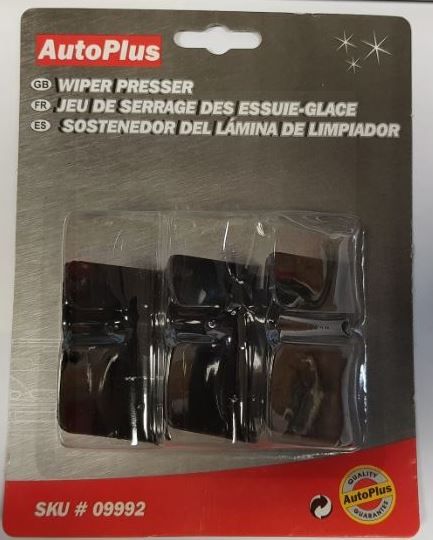 AutoPlus
GB WIPER PRESSER
FR JEU DE SERRAGE DES ESSUIE-GLACE
ES SOSTENEDOR DEL LÁMINA DE LIMPIADOR
SKU # 09992
QUALITY
AutoPlus
GUARANTEE